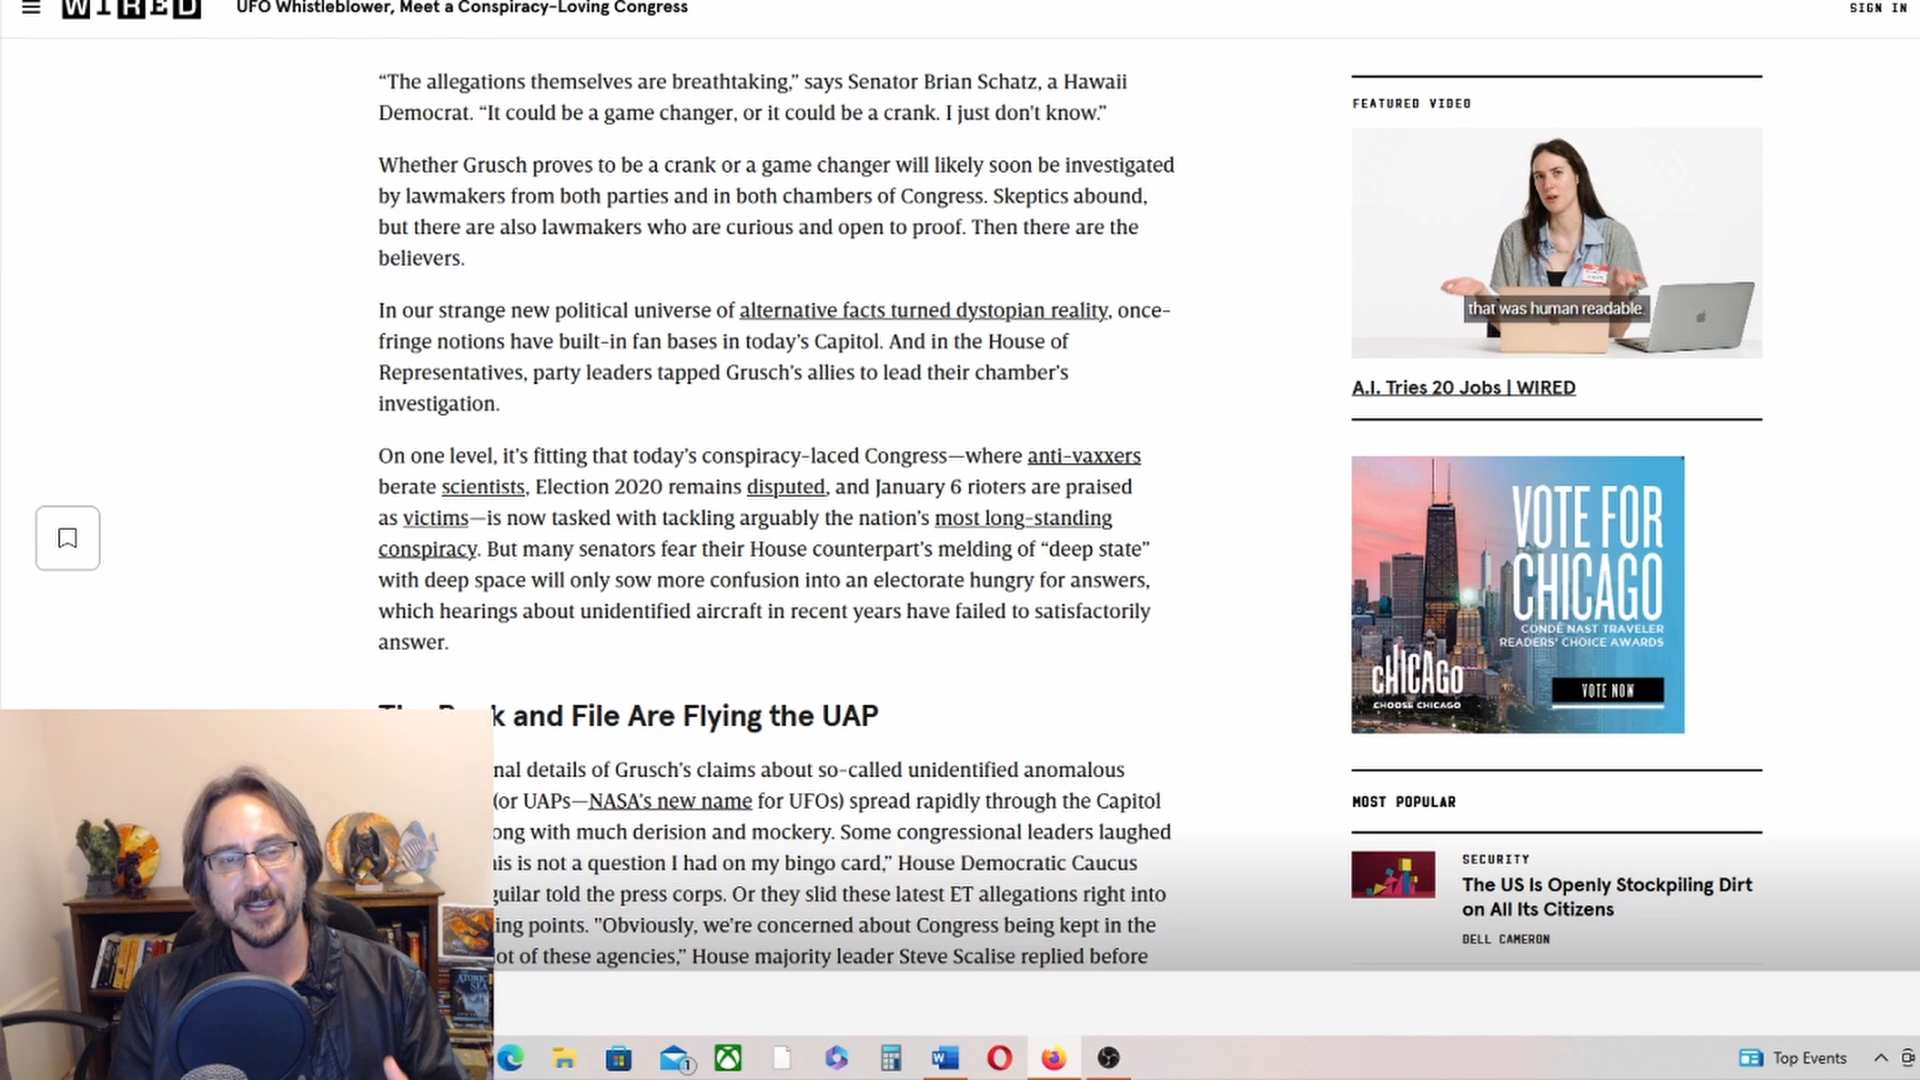 WIRED
UFO Whistleblower, Meet a Conspiracy-Loving Congress
SIGN IN
“The allegations themselves are breathtaking,” says Senator Brian Schatz, a Hawaii
Democrat. “It could be a game changer, or it could be a crank. I just don't know.”
Whether Grusch proves to be a crank or a game changer will likely soon be investigated
by lawmakers from both parties and in both chambers of Congress. Skeptics abound,
but there are also lawmakers who are curious and open to proof. Then there are the
believers.
In our strange new political universe of alternative facts turned dystopian reality, once-
fringe notions have built-in fan bases in today’s Capitol. And in the House of
Representatives, party leaders tapped Grusch’s allies to lead their chamber’s
investigation.
On one level, it’s fitting that today’s conspiracy-laced Congress—where anti-vaxxers
berate scientists, Election 2020 remains disputed, and January 6 rioters are praised
as victims—is now tasked with tackling arguably the nation’s most long-standing
conspiracy. But many senators fear their House counterpart’s melding of “deep state”
with deep space will only sow more confusion into an electorate hungry for answers,
which hearings about unidentified aircraft in recent years have failed to satisfactorily
answer.
and File Are Flying the UAP
nal details of Grusch’s claims about so-called unidentified anomalous
(or UAPs—NASA’s new name for UFOs) spread rapidly through the Capitol
ong with much derision and mockery. Some congressional leaders laughed
his is not a question I had on my bingo card,” House Democratic Caucus
guilar told the press corps. Or they slid these latest ET allegations right into
ing points. "Obviously, we’re concerned about Congress being kept in the
lot of these agencies,” House majority leader Steve Scalise replied before
FEATURED VIDEO
that was human readable.
A.I. Tries 20 Jobs | WIRED
VOTE FOR
CHICAGO
CONDÉ NAST TRAVELER
READERS' CHOICE AWARDS
CHICAGO
CHOOSE CHICAGO
VOTE NOW
MOST POPULAR
SECURITY
The US Is Openly Stockpiling Dirt
on All Its Citizens
DELL CAMERON
1
Top Events